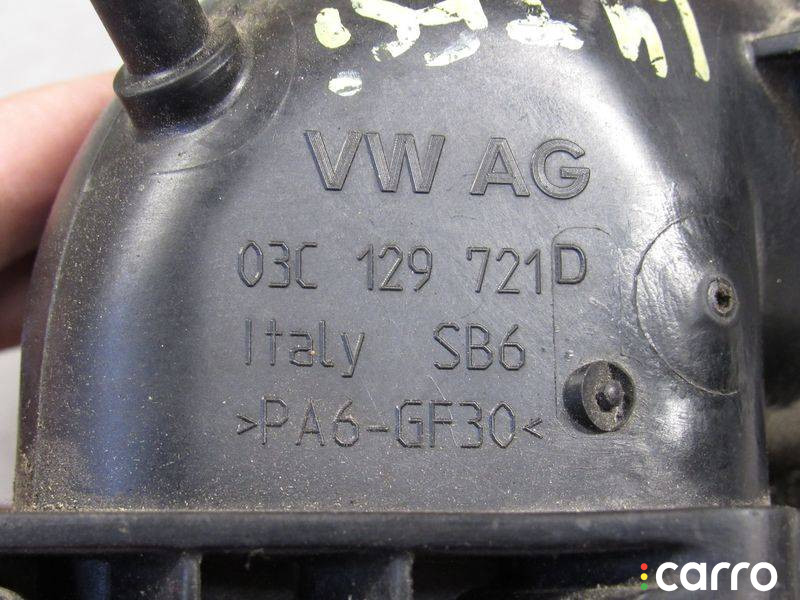 VW AG
03C 129 721D
Italy SB6
>PA6-GF30<
carro